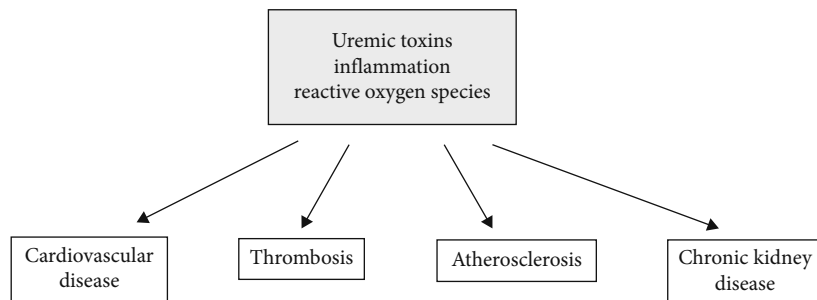 Uremic toxins
inflammation
reactive oxygen species
Cardiovascular
disease
Thrombosis
Atherosclerosis
Chronic kidney
disease